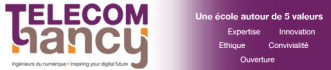 TELECOM
nancy
Ingénieurs du numérique • Inspiring your digital future
Une école autour de 5 valeurs
Expertise Innovation
Ethique Convivialité
Ouverture